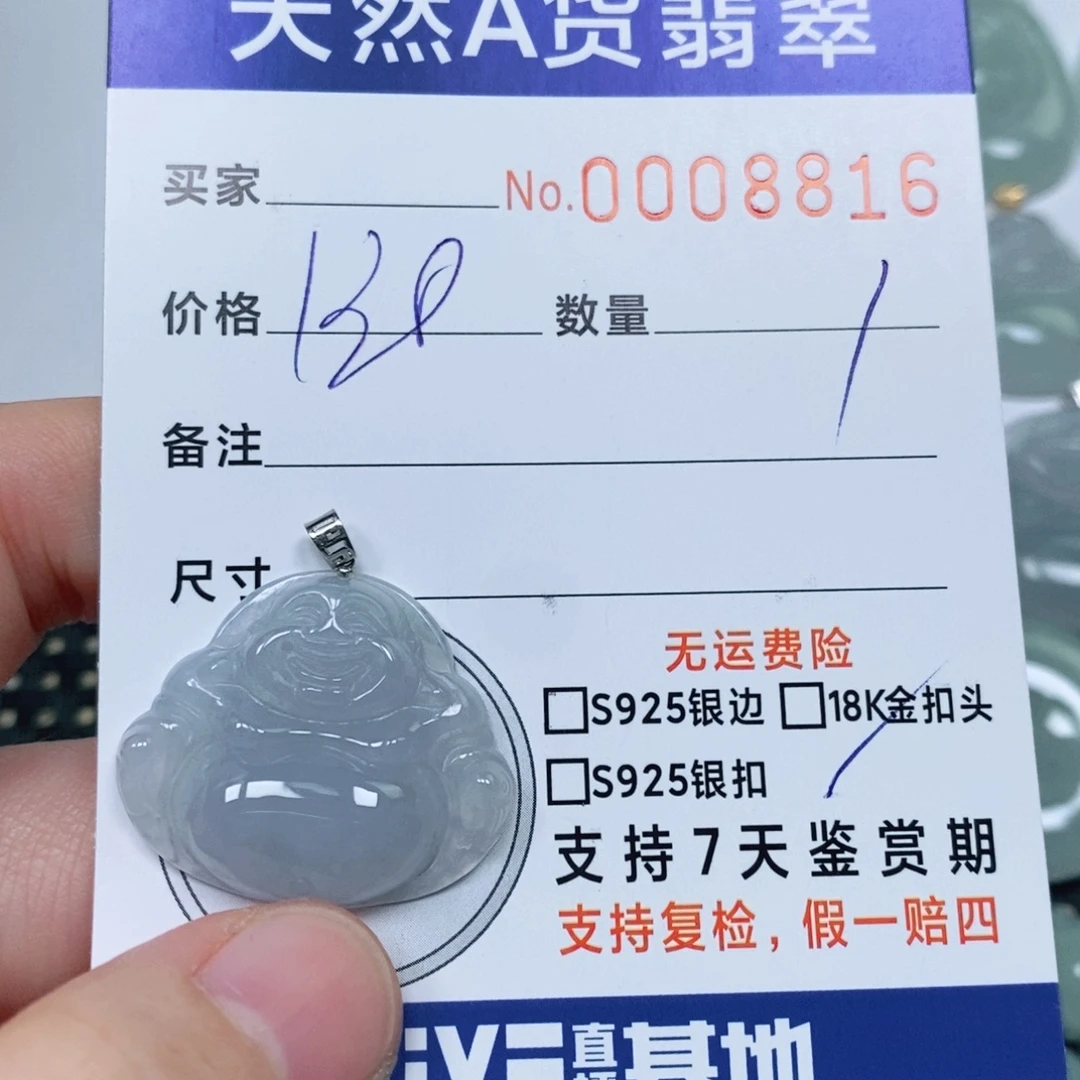 天然A货翡翠
买家 No.0008816
价格 数量 1
备注
尺寸
无运费险
S925银边 18K金扣头
S925银扣
支持7天鉴赏期
支持复检，假一赔四
基地